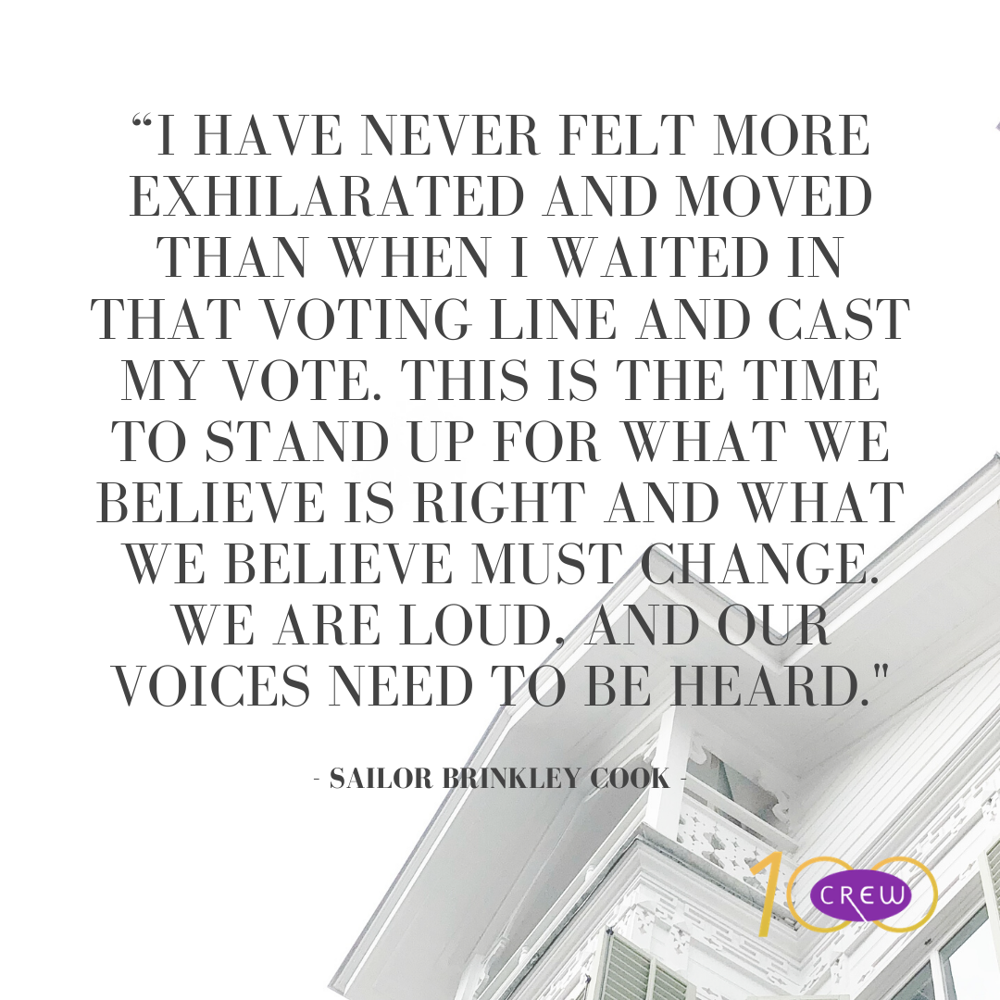 “I HAVE NEVER FELT MORE
EXHILARATED AND MOVED
THAN WHEN I WAITED IN
THAT VOTING LINE AND CAST
MY VOTE. THIS IS THE TIME
TO STAND UP FOR WHAT WE
BELIEVE IS RIGHT AND WHAT
WE BELIEVE MUST CHANGE.
WE ARE LOUD, AND OUR
VOICES NEED TO BE HEARD."
- SAILOR BRINKLEY COOK -
100
CREW